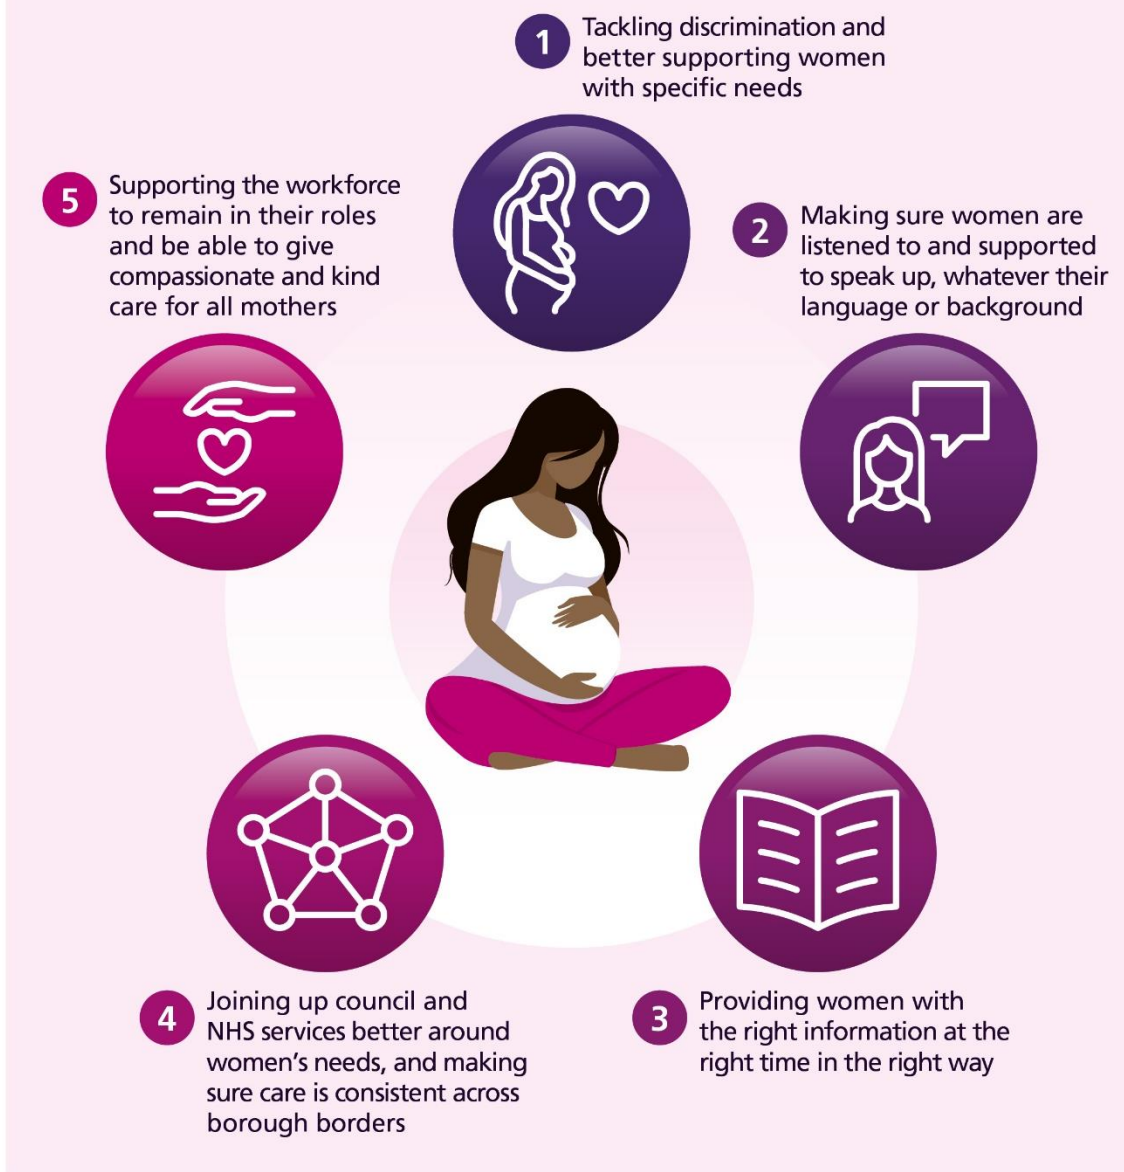 1
Tackling discrimination and
better supporting women
with specific needs
2
Making sure women are
listened to and supported
to speak up, whatever their
language or background
3
Providing women with
the right information at the
right time in the right way
4
Joining up council and
NHS services better around
women’s needs, and making
sure care is consistent across
borough borders
5
Supporting the workforce
to remain in their roles
and be able to give
compassionate and kind
care for all mothers